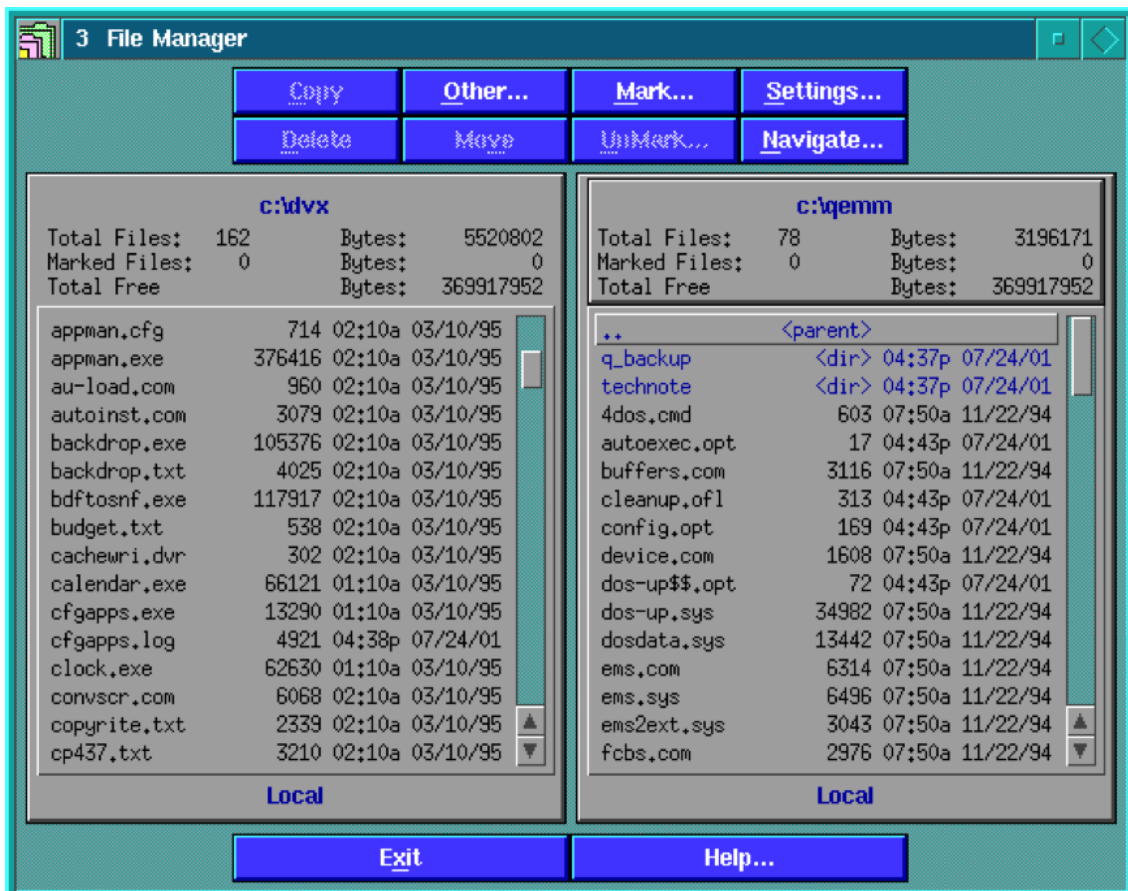 3 File Manager
Copy Other... Mark... Settings...
Delete Move UnMark... Navigate...
c:\dvx
Total Files: 162 Bytes: 5520802
Marked Files: 0 Bytes: 0
Total Free Bytes: 369917952
appman.cfg 714 02:10a 03/10/95
appman.exe 376416 02:10a 03/10/95
au-load.com 960 02:10a 03/10/95
autoinst.com 3079 02:10a 03/10/95
backdrop.exe 105376 02:10a 03/10/95
backdrop.txt 4025 02:10a 03/10/95
bdftosnf.exe 117917 02:10a 03/10/95
budget.txt 538 02:10a 03/10/95
cachewri.dvr 302 02:10a 03/10/95
calendar.exe 66121 01:10a 03/10/95
cfgapps.exe 13290 01:10a 03/10/95
cfgapps.log 4921 04:38p 07/24/01
clock.exe 62630 01:10a 03/10/95
convscr.com 6068 02:10a 03/10/95
copyrite.txt 2339 02:10a 03/10/95
cp437.txt 3210 02:10a 03/10/95
Local
c:\qemm
Total Files: 78 Bytes: 3196171
Marked Files: 0 Bytes: 0
Total Free Bytes: 369917952
.. <parent>
q_backup <dir> 04:37p 07/24/01
technote <dir> 04:37p 07/24/01
4dos.cmd 603 07:50a 11/22/94
autoexec.opt 17 04:43p 07/24/01
buffers.com 3116 07:50a 11/22/94
cleanup.ofl 313 04:43p 07/24/01
config.opt 169 04:43p 07/24/01
device.com 1608 07:50a 11/22/94
dos-up$$.opt 72 04:43p 07/24/01
dos-up.sys 34982 07:50a 11/22/94
dosdata.sys 13442 07:50a 11/22/94
ems.com 6314 07:50a 11/22/94
ems.sys 6496 07:50a 11/22/94
ems2ext.sys 3043 07:50a 11/22/94
fcbs.com 2976 07:50a 11/22/94
Local
Exit Help...